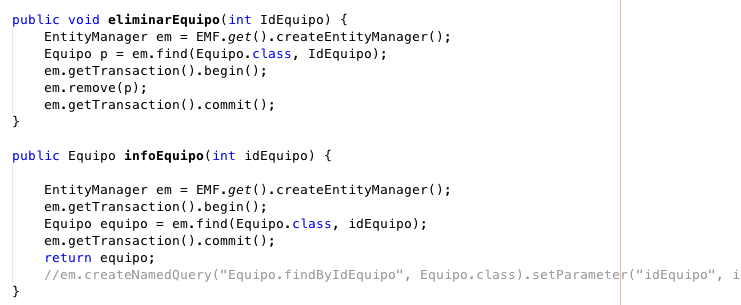 public void eliminarEquipo(int IdEquipo) {
    EntityManager em = EMF.get().createEntityManager();
    Equipo p = em.find(Equipo.class, IdEquipo);
    em.getTransaction().begin();
    em.remove(p);
    em.getTransaction().commit();
}
public Equipo infoEquipo(int idEquipo) {
    EntityManager em = EMF.get().createEntityManager();
    em.getTransaction().begin();
    Equipo equipo = em.find(Equipo.class, idEquipo);
    em.getTransaction().commit();
    return equipo;
    //em.createNamedQuery("Equipo.findByIdEquipo", Equipo.class).setParameter("idEquipo", i
}